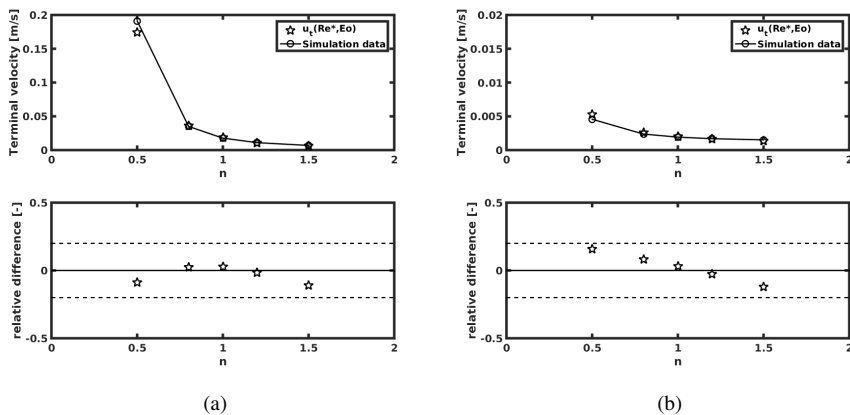 Terminal velocity [m/s]
0.2
0.15
0.1
0.05
0
0 0.5 1 1.5 2
n
u_t(Re*,Eo)
Simulation data
relative difference [-]
0.5
0
-0.5
0 0.5 1 1.5 2
n
(a)
Terminal velocity [m/s]
0.02
0.015
0.01
0.005
0
0 0.5 1 1.5 2
n
u_t(Re*,Eo)
Simulation data
relative difference [-]
0.5
0
-0.5
0 0.5 1 1.5 2
n
(b)